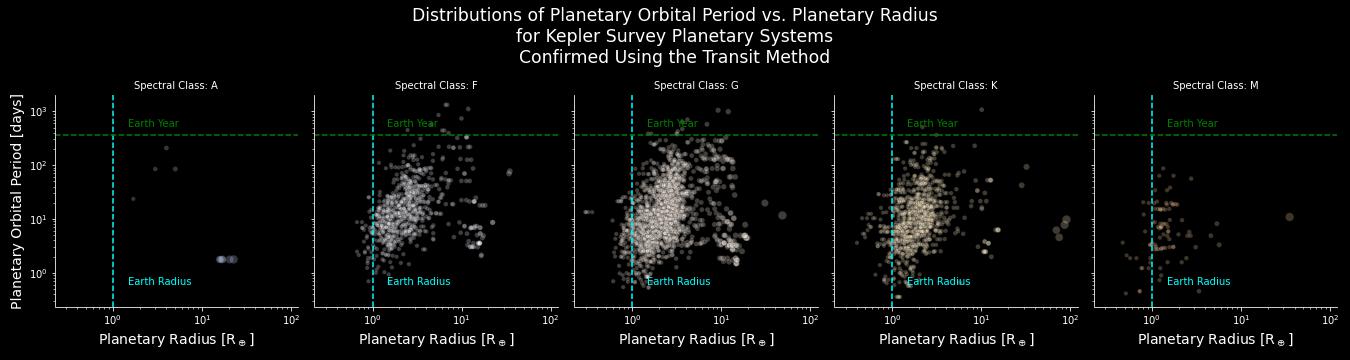 Distributions of Planetary Orbital Period vs. Planetary Radius
for Kepler Survey Planetary Systems
Confirmed Using the Transit Method
Spectral Class: A
Spectral Class: F
Spectral Class: G
Spectral Class: K
Spectral Class: M
Planetary Orbital Period [days]
10³
10²
10¹
10⁰
Earth Year
Earth Year
Earth Year
Earth Year
Earth Year
Earth Radius
Earth Radius
Earth Radius
Earth Radius
Earth Radius
10⁰ 10¹ 10²
10⁰ 10¹ 10²
10⁰ 10¹ 10²
10⁰ 10¹ 10²
10⁰ 10¹ 10²
Planetary Radius [R⊕]
Planetary Radius [R⊕]
Planetary Radius [R⊕]
Planetary Radius [R⊕]
Planetary Radius [R⊕]